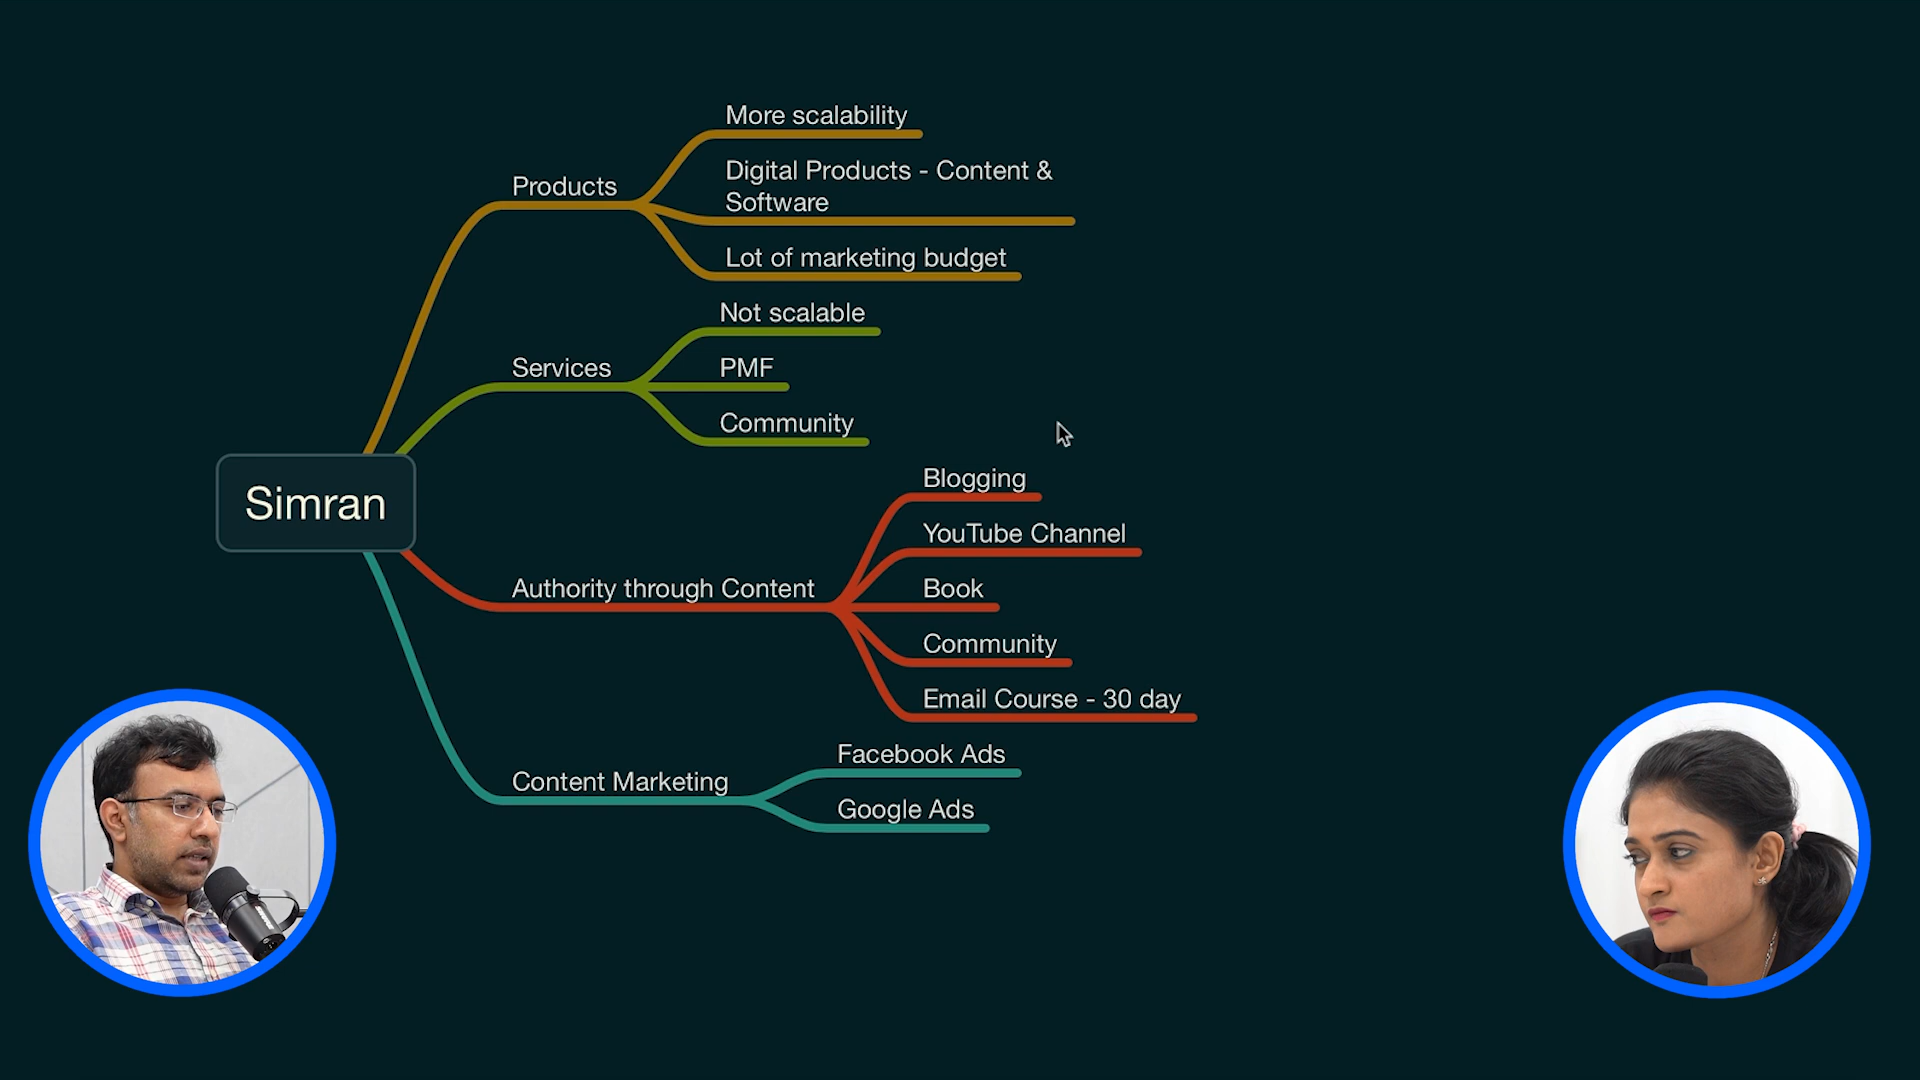 More scalability
Products
Digital Products - Content &
Software
Lot of marketing budget
Not scalable
Services
PMF
Community
Simran
Blogging
YouTube Channel
Authority through Content
Book
Community
Email Course - 30 day
Content Marketing
Facebook Ads
Google Ads